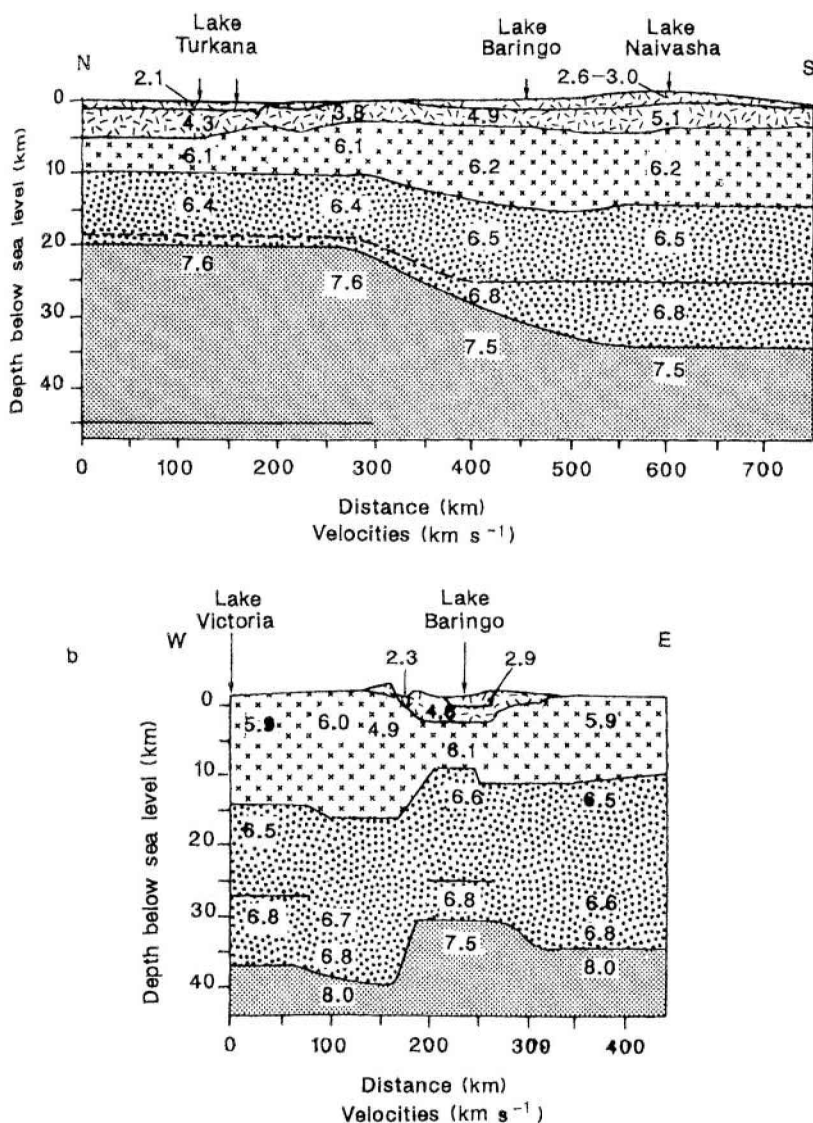 Lake Turkana
Lake Baringo
Lake Naivasha
N
S
2.1
2.6–3.0
0
4.3
3.8
4.9
5.1
6.1
6.1
6.2
6.2
10
6.4
6.4
6.5
6.5
20
7.6
7.6
6.8
6.8
30
7.5
7.5
40
Depth below sea level (km)
0 100 200 300 400 500 600 700
Distance (km)
Velocities (km s⁻¹)
b
Lake Victoria
Lake Baringo
W
E
2.3
2.9
0
5.9
6.0
4.9
4.6
5.9
6.1
10
6.6
6.5
6.5
20
6.8
6.8
6.7
6.6
30
6.8
7.5
6.8
40
8.0
8.0
Depth below sea level (km)
0 100 200 300 400
Distance (km)
Velocities (km s⁻¹)